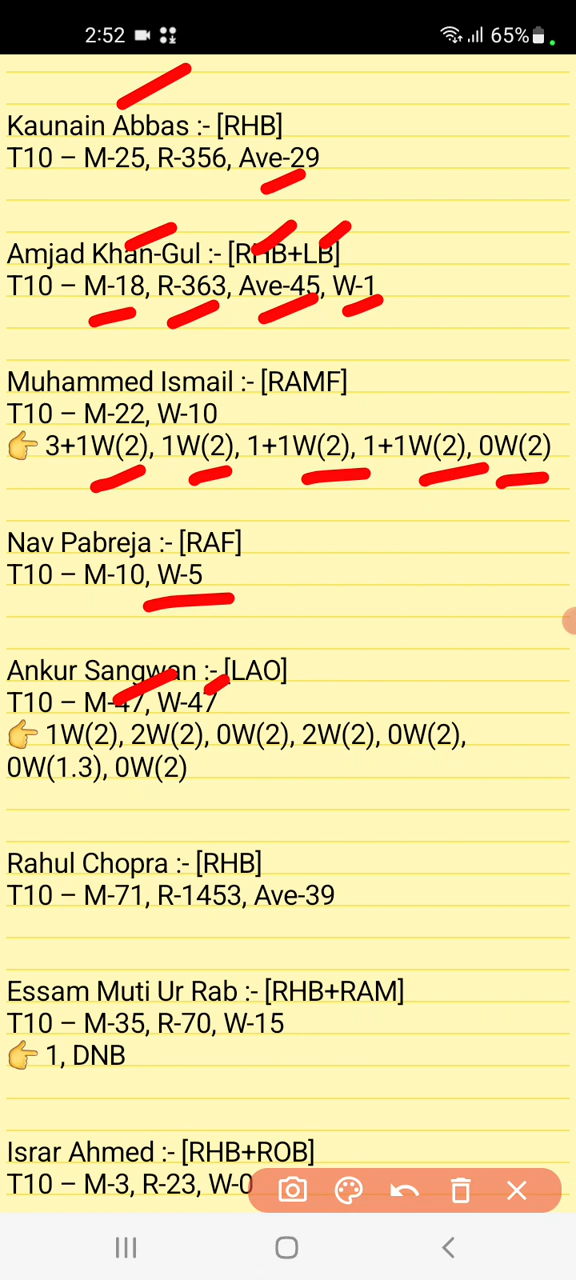 2:52
65%
Kaunain Abbas :- [RHB]
T10 – M-25, R-356, Ave-29
Amjad Khan-Gul :- [RHB+LB]
T10 – M-18, R-363, Ave-45, W-1
Muhammed Ismail :- [RAMF]
T10 – M-22, W-10
👉 3+1W(2), 1W(2), 1+1W(2), 1+1W(2), 0W(2)
Nav Pabreja :- [RAF]
T10 – M-10, W-5
Ankur Sangwan :- [LAO]
T10 – M-47, W-47
👉 1W(2), 2W(2), 0W(2), 2W(2), 0W(2),
0W(1.3), 0W(2)
Rahul Chopra :- [RHB]
T10 – M-71, R-1453, Ave-39
Essam Muti Ur Rab :- [RHB+RAM]
T10 – M-35, R-70, W-15
👉 1, DNB
Israr Ahmed :- [RHB+ROB]
T10 – M-3, R-23, W-0